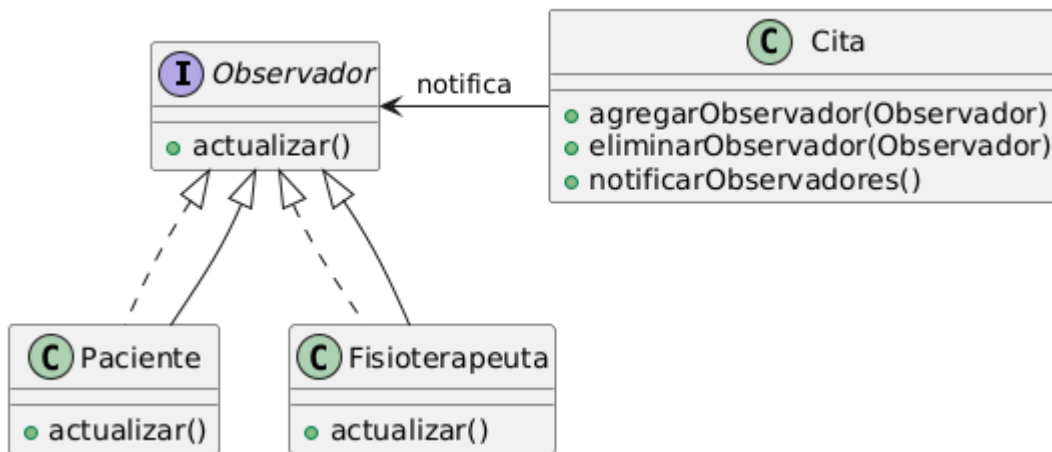 I Observador
+ actualizar()
notifica
C Cita
+ agregarObservador(Observador)
+ eliminarObservador(Observador)
+ notificarObservadores()
C Paciente
+ actualizar()
C Fisioterapeuta
+ actualizar()